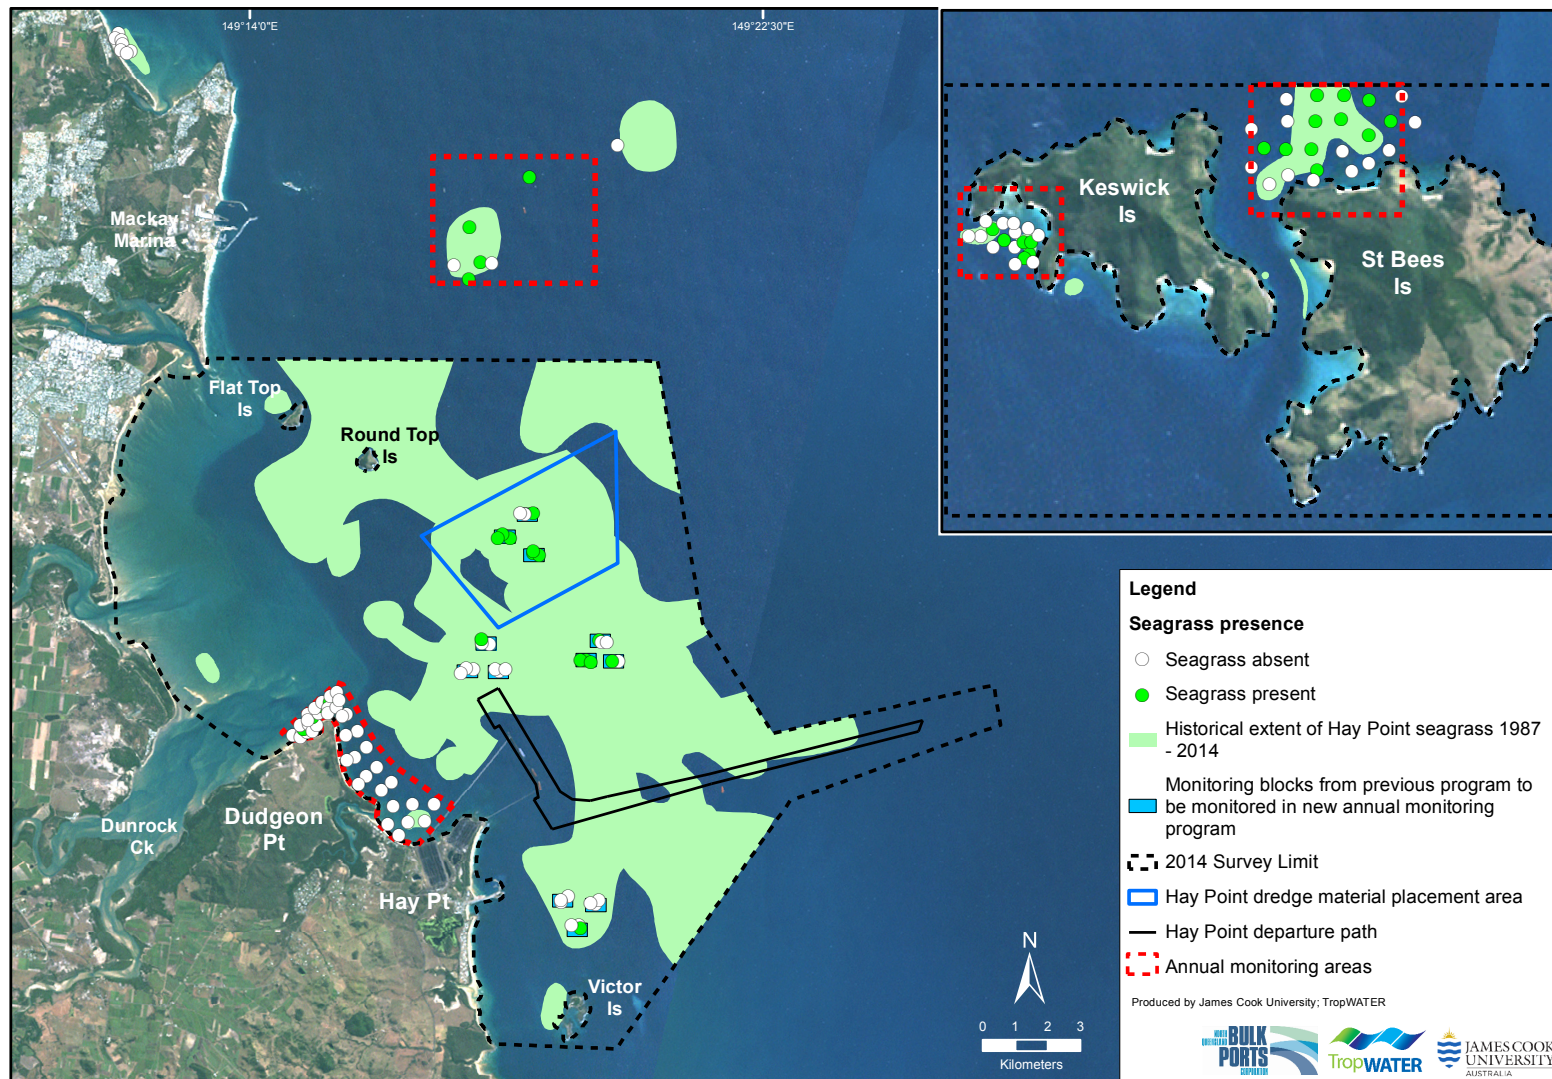 149°14'0"E
149°22'30"E
Mackay
Marina
Flat Top
Is
Round Top
Is
Keswick
Is
St Bees
Is
Dunrock
Ck
Dudgeon
Pt
Hay Pt
Victor
Is
N
0 1 2 3
Kilometers
Legend
Seagrass presence
Seagrass absent
Seagrass present
Historical extent of Hay Point seagrass 1987
- 2014
Monitoring blocks from previous program to
be monitored in new annual monitoring
program
2014 Survey Limit
Hay Point dredge material placement area
Hay Point departure path
Annual monitoring areas
Produced by James Cook University; TropWATER
NORTH
QUEENSLAND
BULK
PORTS
CORPORATION
TropWATER
JAMES COOK
UNIVERSITY
AUSTRALIA